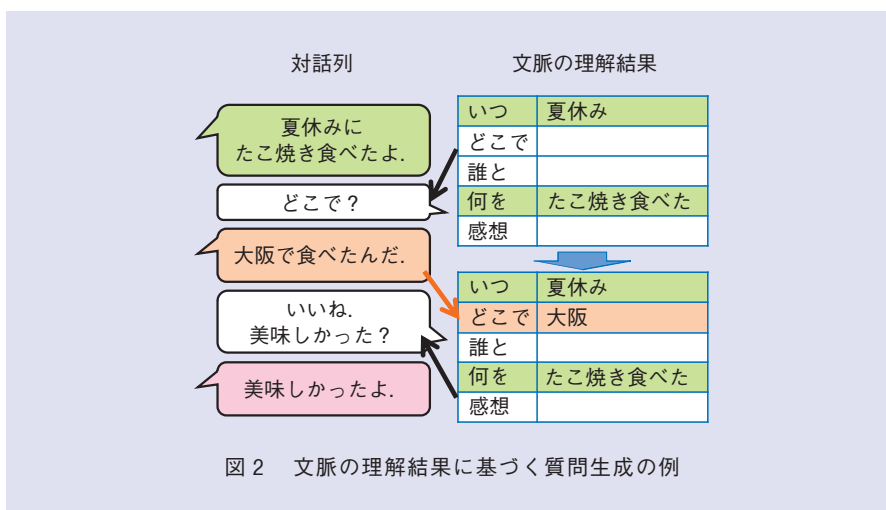 対話列
夏休みに
たこ焼き食べたよ.
どこで？
大阪で食べたんだ.
いいね.
美味しかった？
美味しかったよ.
文脈の理解結果
いつ 夏休み
どこで
誰と
何を たこ焼き食べた
感想
いつ 夏休み
どこで 大阪
誰と
何を たこ焼き食べた
感想
図2 文脈の理解結果に基づく質問生成の例